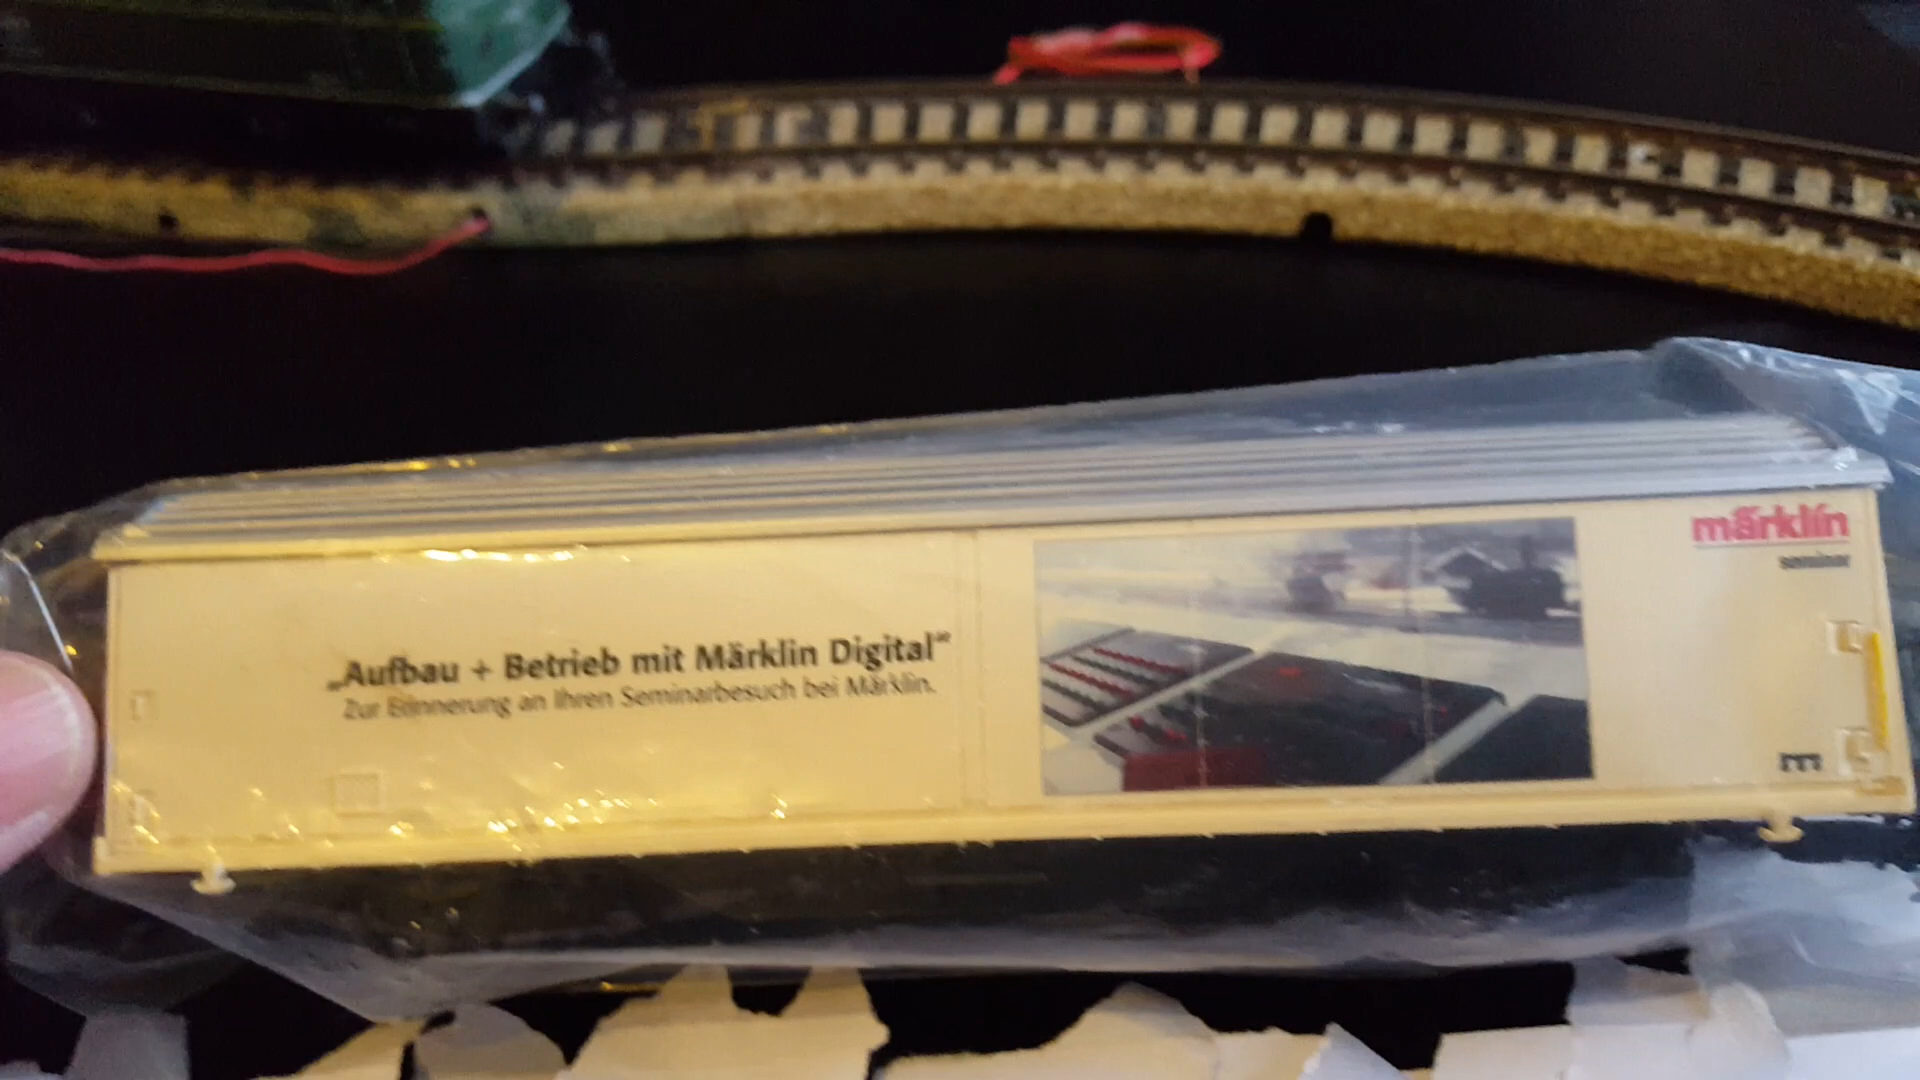 märklin
seminar
„Aufbau + Betrieb mit Märklin Digital“
Zur Erinnerung an Ihren Seminarbesuch bei Märklin.